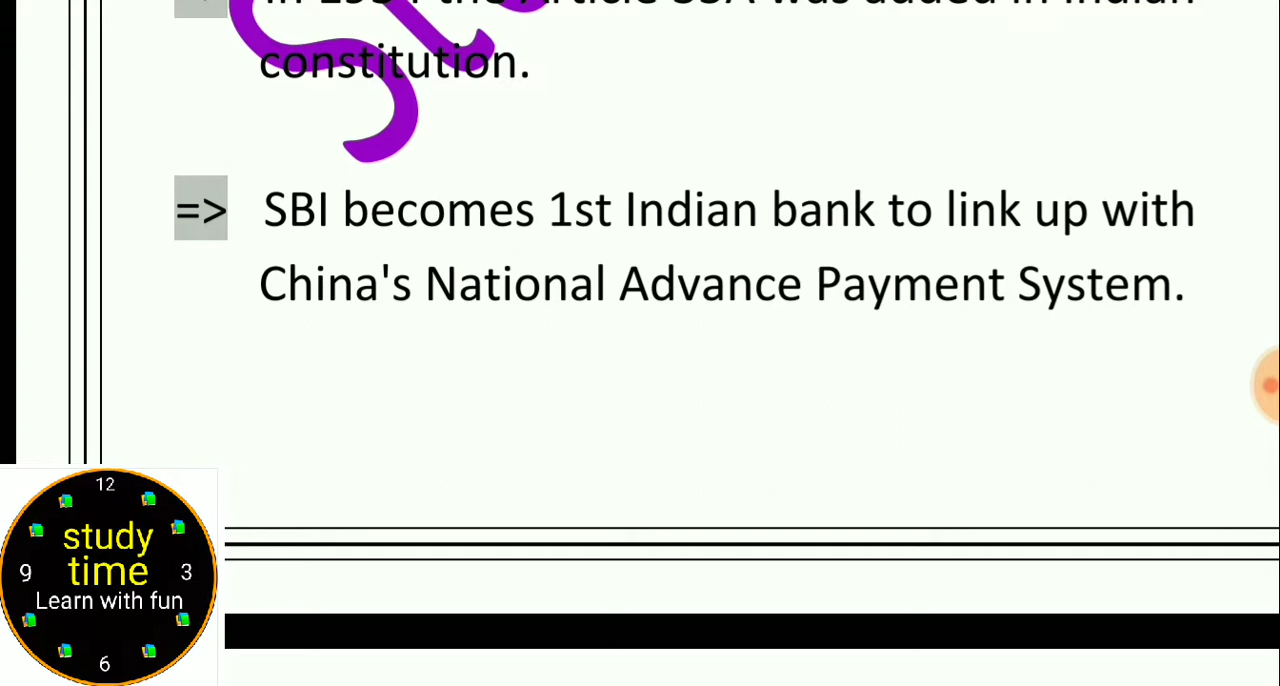 constitution.
=> SBI becomes 1st Indian bank to link up with
China's National Advance Payment System.
12
study
time
9
3
Learn with fun
6